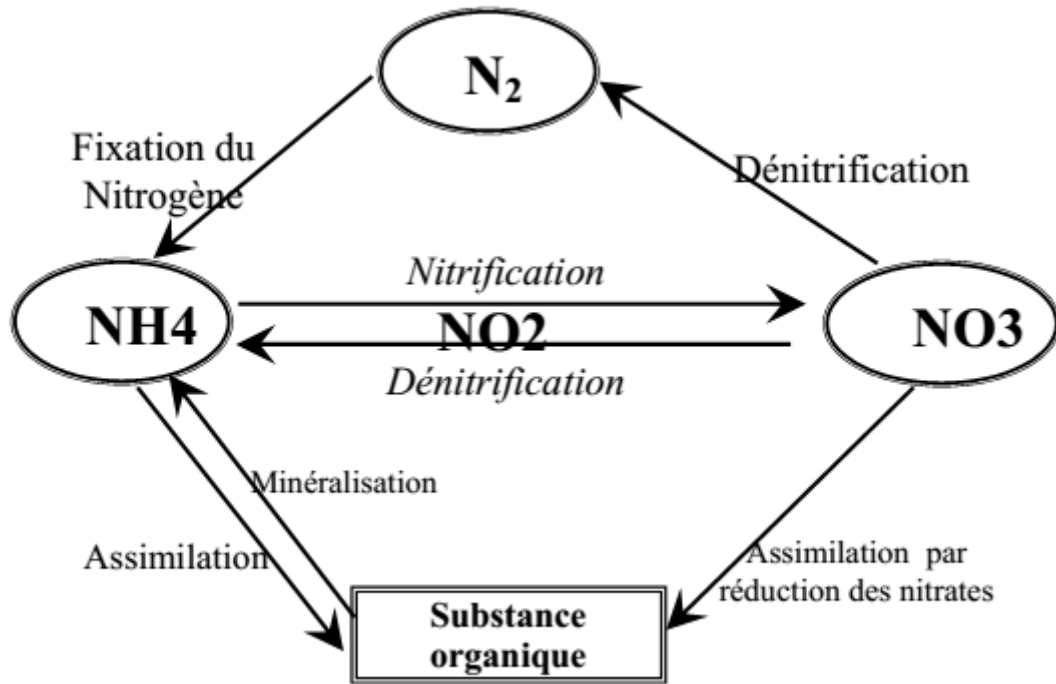 N₂
Fixation du
Nitrogène
Dénitrification
Nitrification
NH4
NO2
NO3
Dénitrification
Minéralisation
Assimilation
Assimilation par
réduction des nitrates
Substance
organique